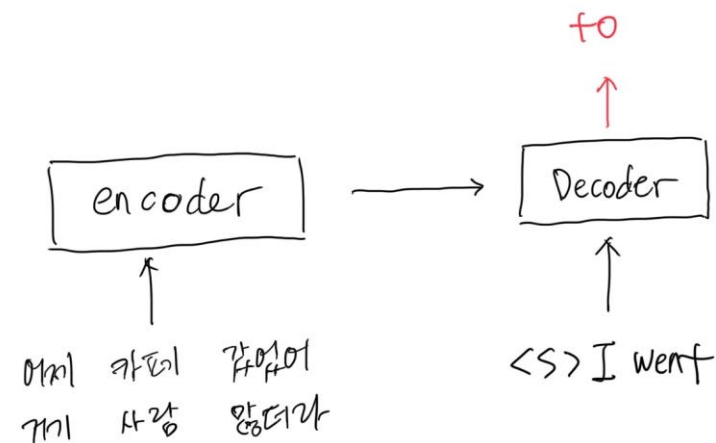 to
encoder
Decoder
어제 카페 갔었어
거기 사람 많더라
<s> I went